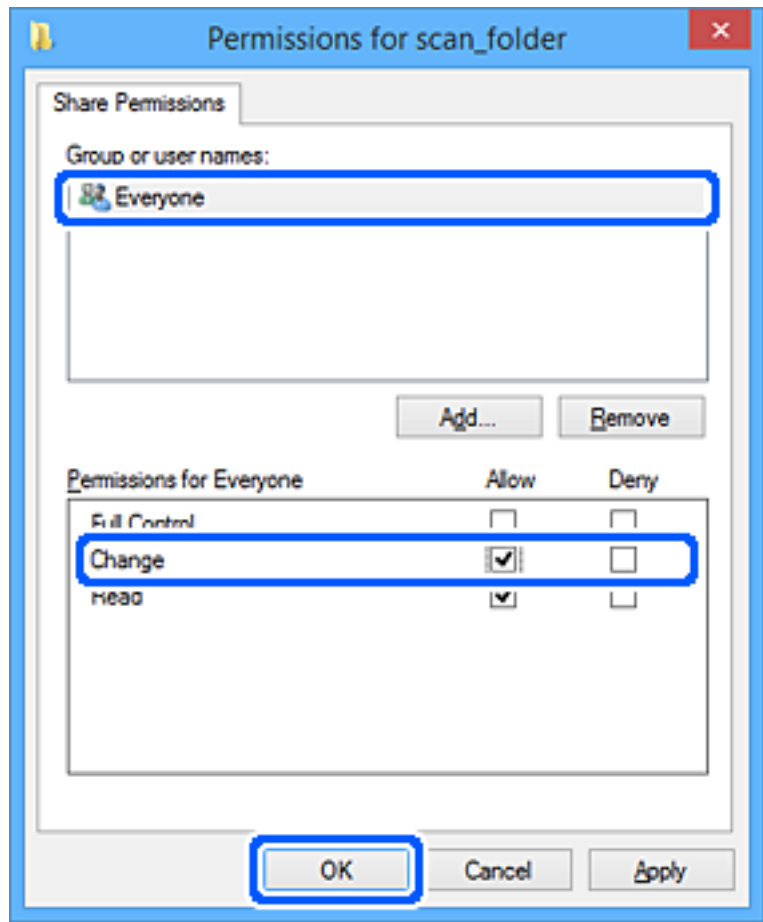 Permissions for scan_folder
Share Permissions
Group or user names:
Everyone
Add... Remove
Permissions for Everyone Allow Deny
Full Control
Change
Read
OK Cancel Apply